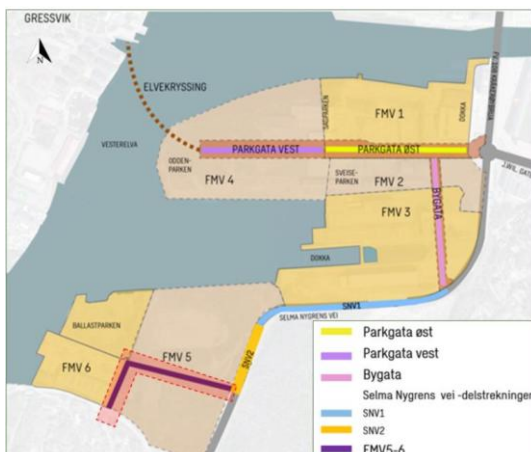 GRESSVIK
N
ELVEKRYSSING
VESTERELVA
SAGPARKEN
FMV 1
DOKKA
PARKGATA VEST
PARKGATA ØST
ODDEN-
PARKEN
FMV 4
SVEISE-
PARKEN
FMV 2
BYGATA
FMV 3
DOKKA
SNV1
SELMA NYGRENS VEI
BALLASTPARKEN
FMV 5
FMV 6
SNV2
Parkgata øst
Parkgata vest
Bygata
Selma Nygrens vei -delstrekninger
SNV1
SNV2
FMV5-6